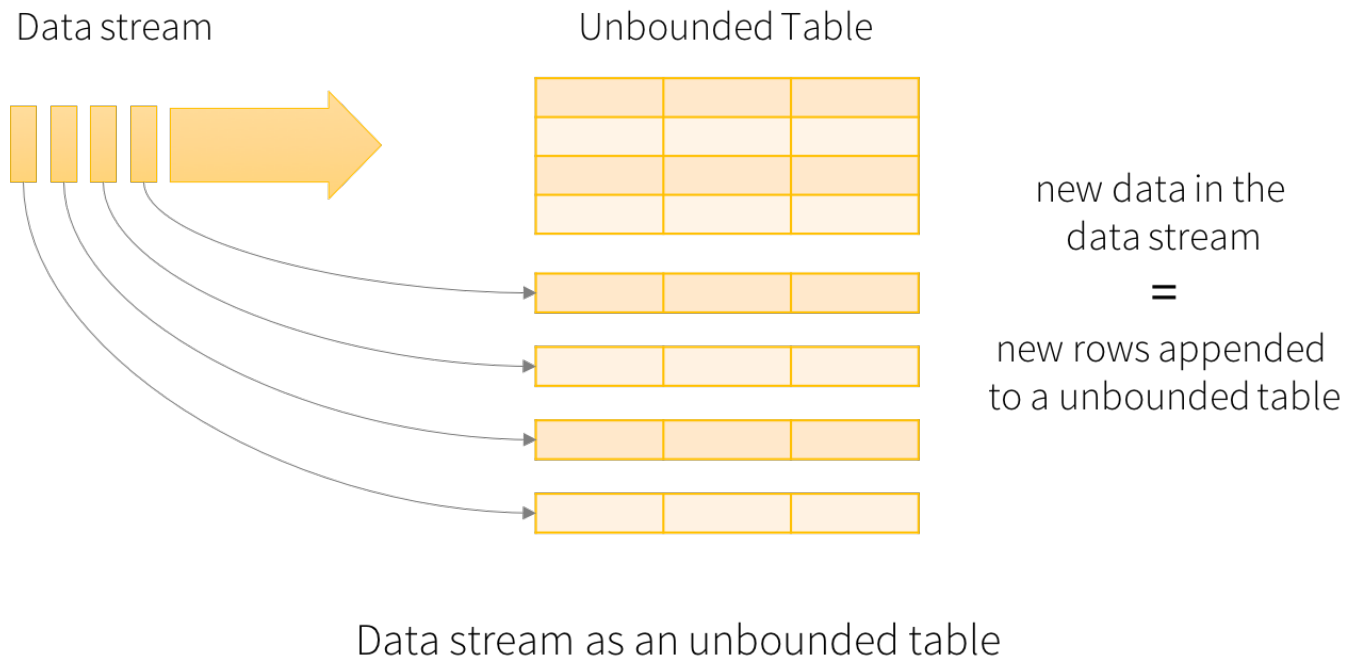 Data stream
Unbounded Table
new data in the
data stream
=
new rows appended
to a unbounded table
Data stream as an unbounded table